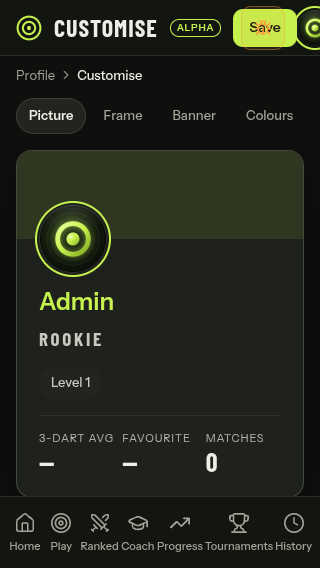 CUSTOMISE
ALPHA
Save
Profile > Customise
Picture Frame Banner Colours
Admin
ROOKIE
Level 1
3-DART AVG FAVOURITE MATCHES
– – 0
Home Play Ranked Coach Progress Tournaments History